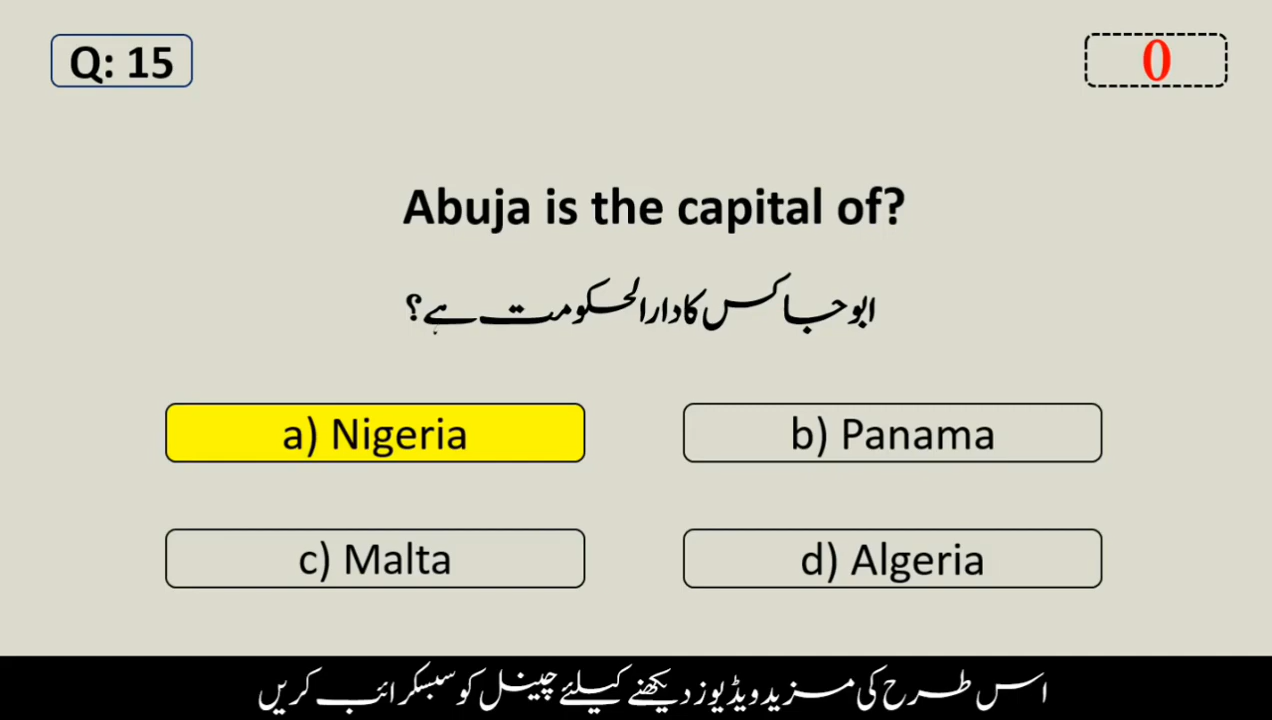 Q: 15
0
Abuja is the capital of?
ابوجا کس کا دارالحکومت ہے؟
a) Nigeria
b) Panama
c) Malta
d) Algeria
اس طرح کی مزید ویڈیوز دیکھنے کیلئے چینل کو سبسکرائب کریں